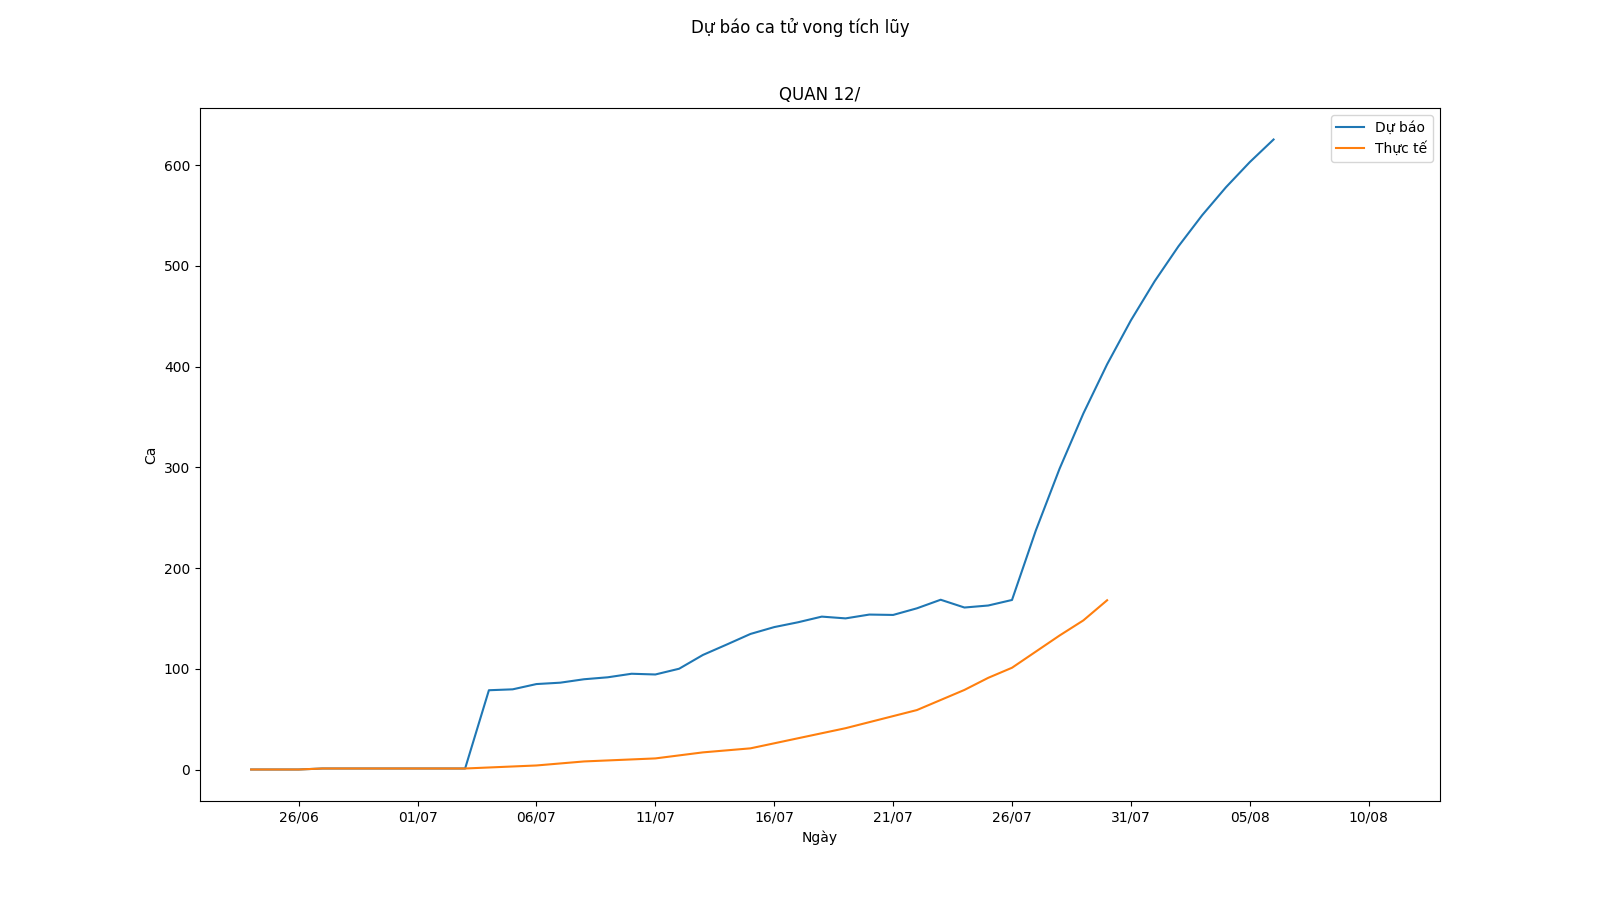 Dự báo ca tử vong tích lũy
QUAN 12/
Dự báo
Thực tế
600
500
400
300
200
100
0
Ca
26/06 01/07 06/07 11/07 16/07 21/07 26/07 31/07 05/08 10/08
Ngày